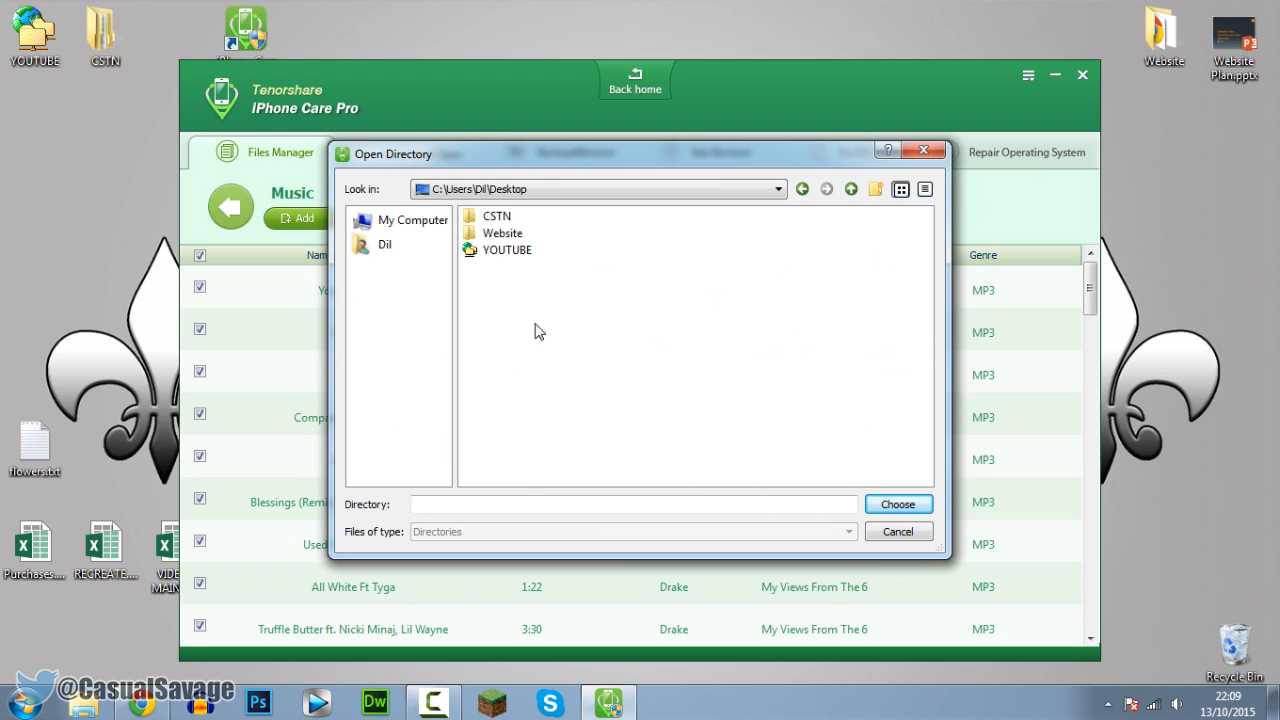 YOUTUBE
CSTN
Website
Website
Plan.pptx
Tenorshare
iPhone Care Pro
Back home
Files Manager
Repair Operating System
Open Directory
Look in:
C:\Users\Dil\Desktop
Music
Add
My Computer
Dil
CSTN
Website
YOUTUBE
Genre
MP3
MP3
MP3
MP3
MP3
MP3
MP3
Directory:
Choose
Files of type:
Directories
Cancel
Blessings (Remi
Used
All White Ft Tyga
1:22
Drake
My Views From The 6
MP3
Truffle Butter ft. Nicki Minaj, Lil Wayne
3:30
Drake
My Views From The 6
MP3
flowers.txt
Purchases....
RECREATE....
Recycle Bin
@CasualSavage
Ps
Dw
22:09
13/10/2015